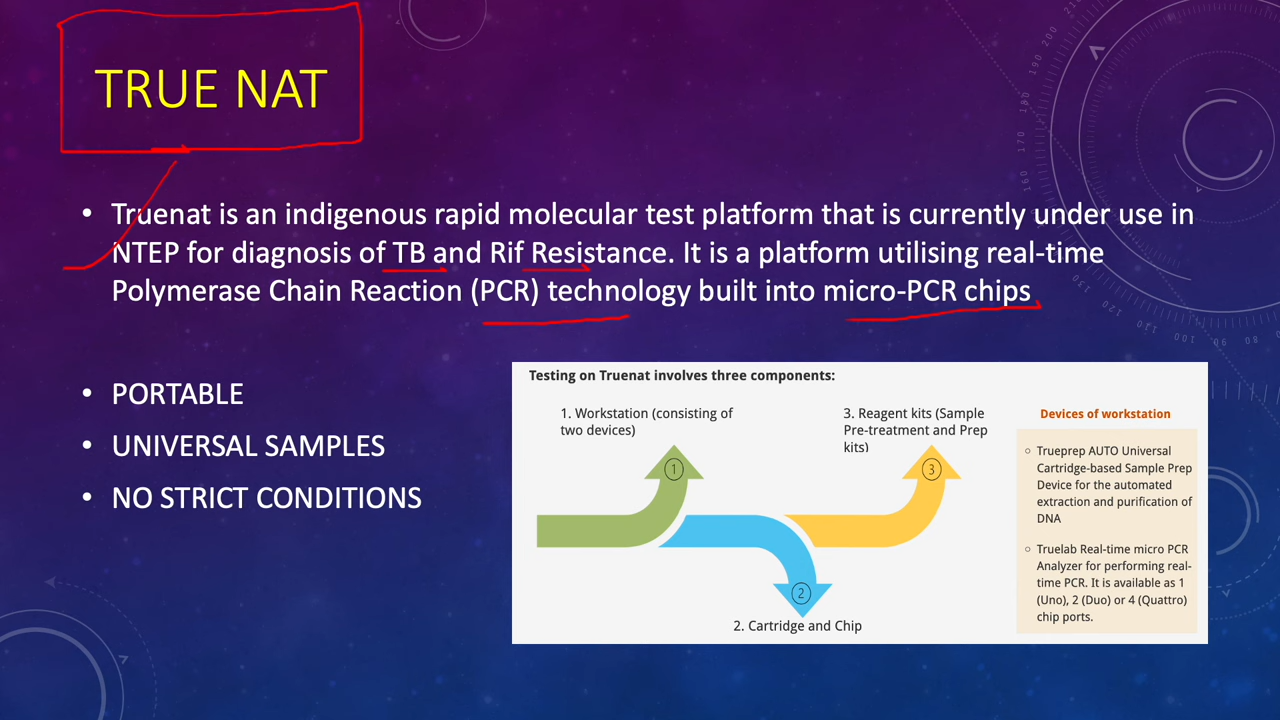 TRUE NAT
• Truenat is an indigenous rapid molecular test platform that is currently under use in
NTEP for diagnosis of TB and Rif Resistance. It is a platform utilising real-time
Polymerase Chain Reaction (PCR) technology built into micro-PCR chips
• PORTABLE
• UNIVERSAL SAMPLES
• NO STRICT CONDITIONS
Testing on Truenat involves three components:
1. Workstation (consisting of
two devices)
1
2
2. Cartridge and Chip
3. Reagent kits (Sample
Pre-treatment and Prep
kits)
3
Devices of workstation
○ Trueprep AUTO Universal
Cartridge-based Sample Prep
Device for the automated
extraction and purification of
DNA
○ Truelab Real-time micro PCR
Analyzer for performing real-
time PCR. It is available as 1
(Uno), 2 (Duo) or 4 (Quattro)
chip ports.